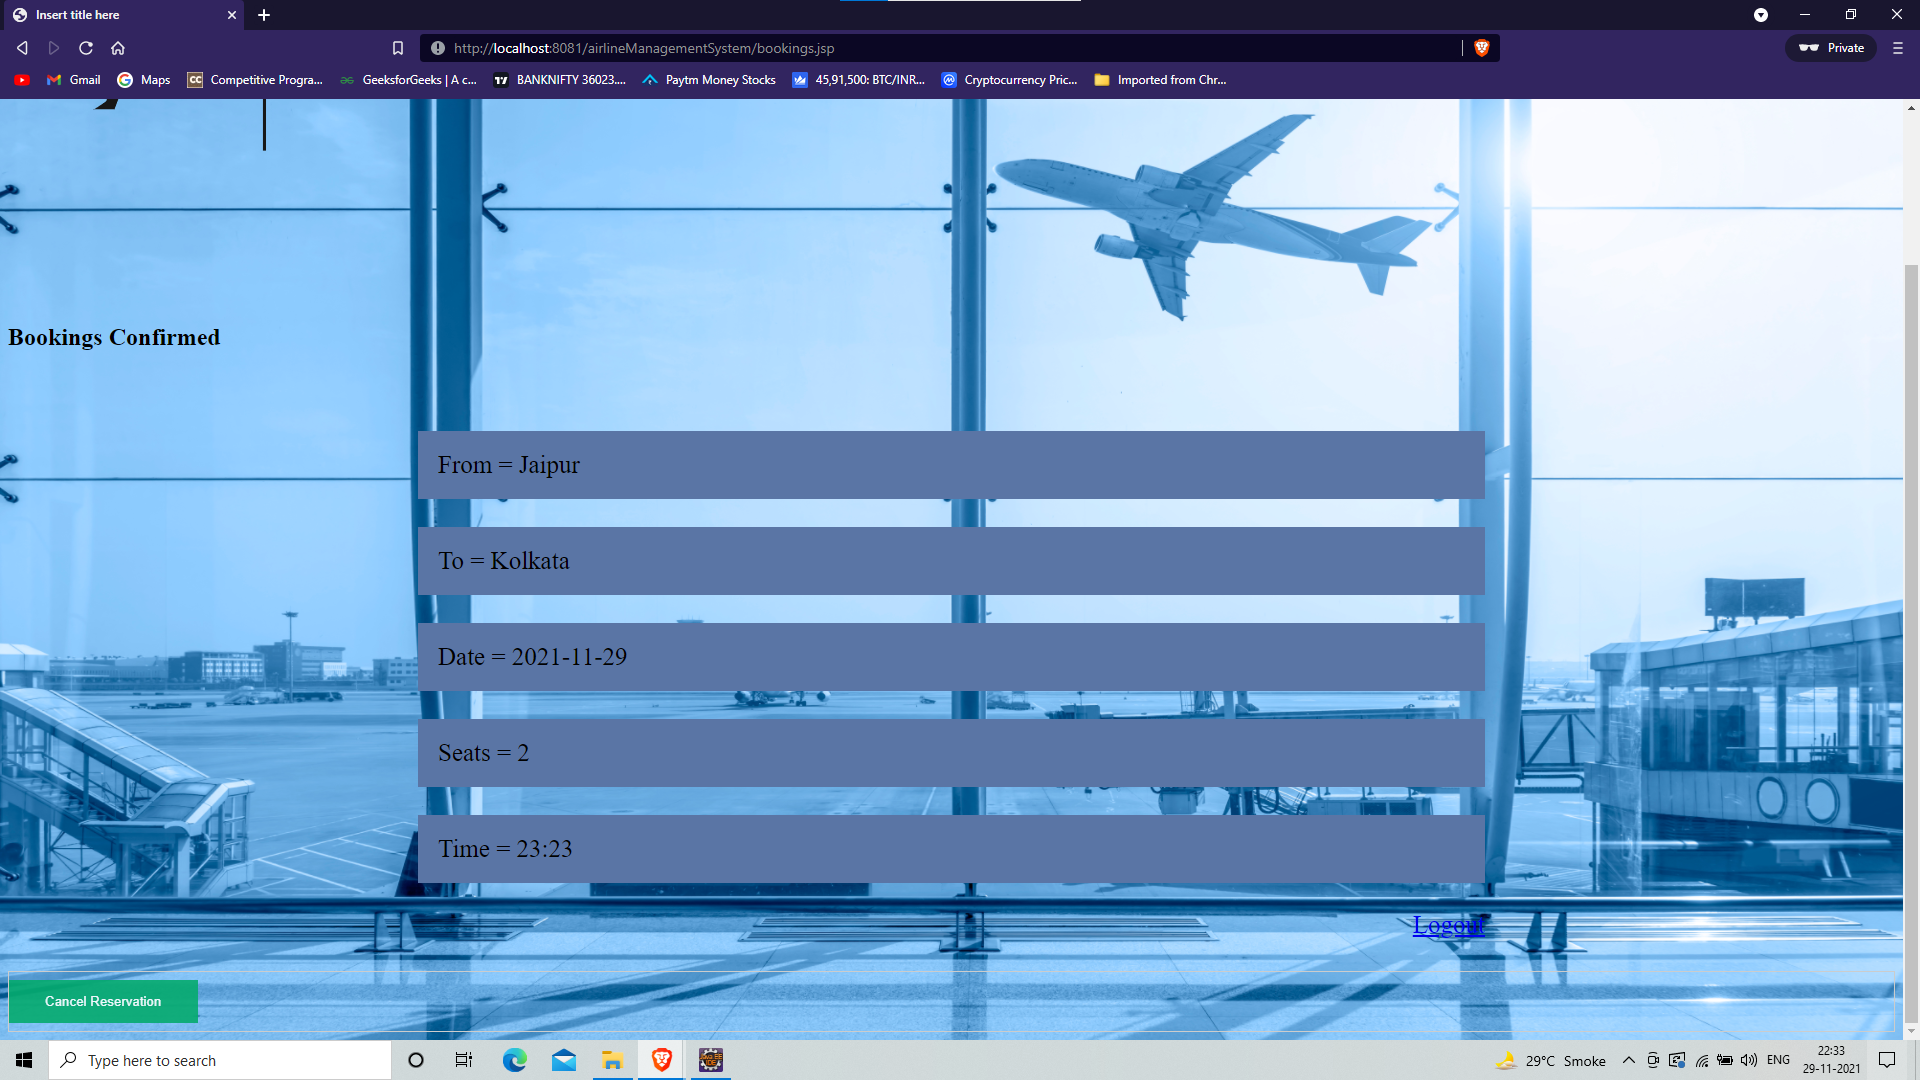 Insert title here
http://localhost:8081/airlineManagementSystem/bookings.jsp
Private
Gmail
Maps
CC
Competitive Progra...
GeeksforGeeks | A c...
BANKNIFTY 36023....
Paytm Money Stocks
45,91,500: BTC/INR...
Cryptocurrency Pric...
Imported from Chr...
Bookings Confirmed
From = Jaipur
To = Kolkata
Date = 2021-11-29
Seats = 2
Time = 23:23
Logout
Cancel Reservation
Type here to search
29°C Smoke
ENG
22:33
29-11-2021